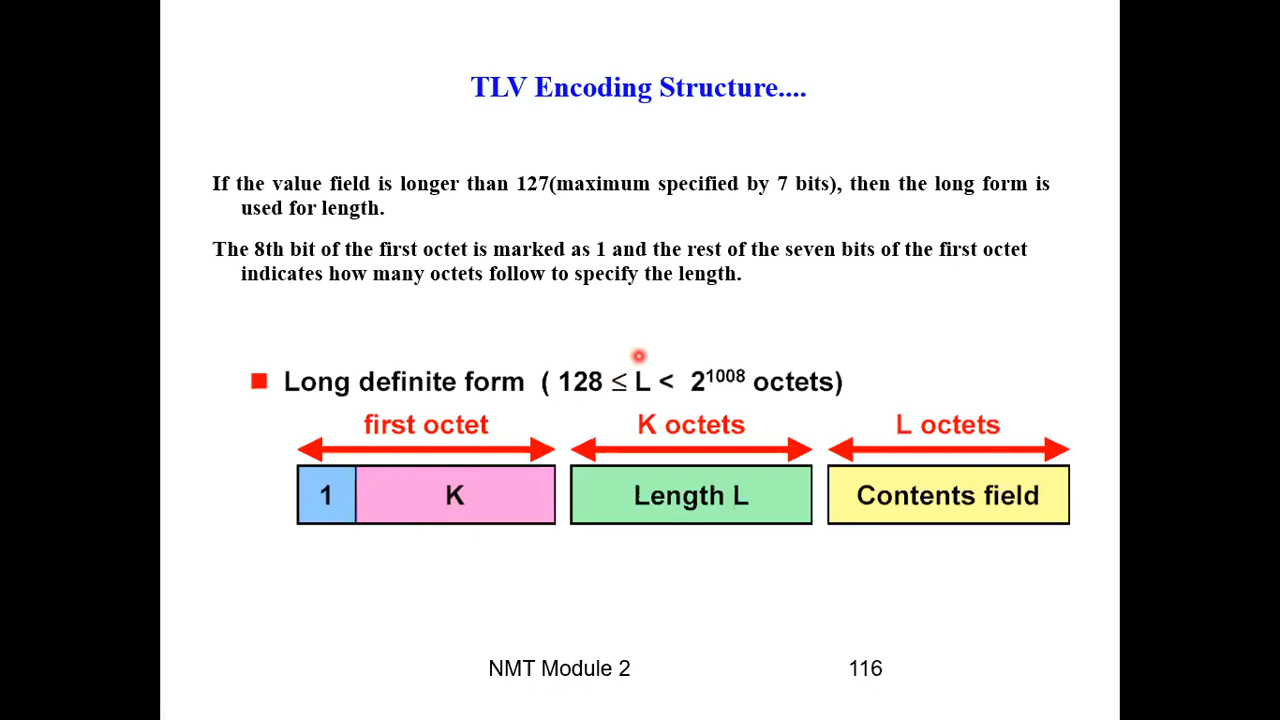 TLV Encoding Structure....
If the value field is longer than 127(maximum specified by 7 bits), then the long form is
used for length.
The 8th bit of the first octet is marked as 1 and the rest of the seven bits of the first octet
indicates how many octets follow to specify the length.
Long definite form ( 128 ≤ L < 2¹⁰⁰⁸ octets)
first octet K octets L octets
1 K Length L Contents field
NMT Module 2 116